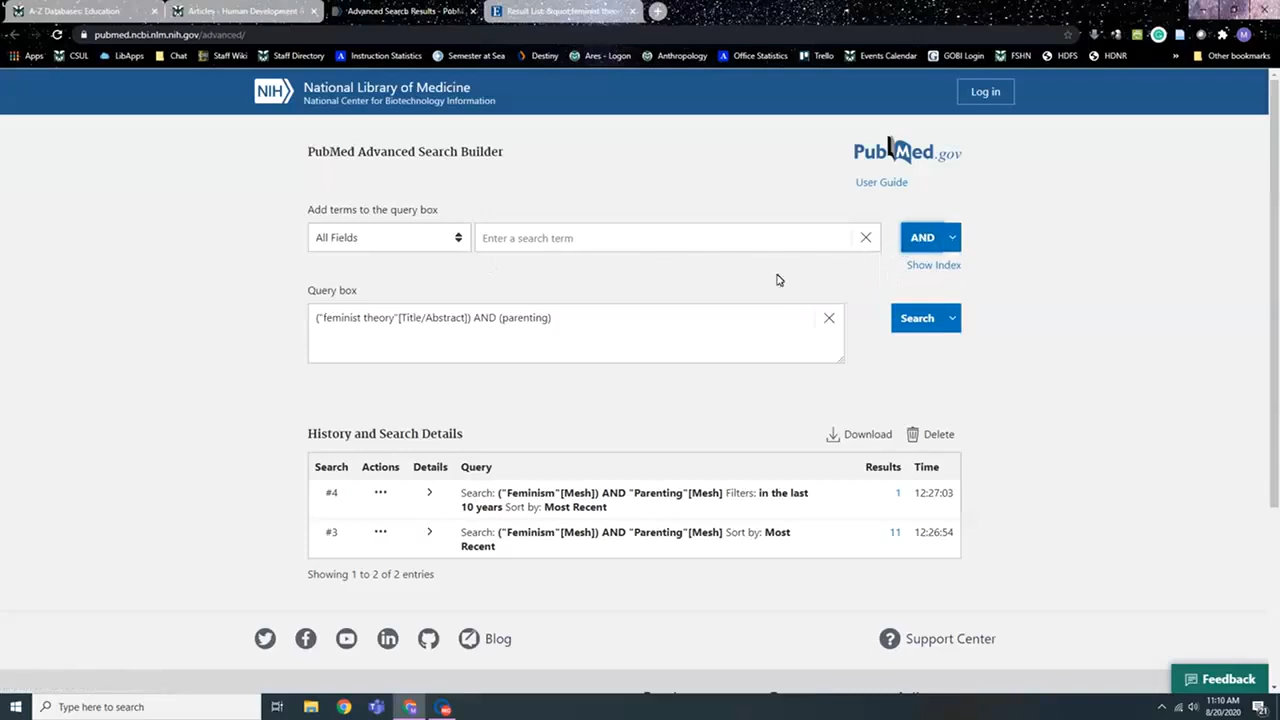 A-Z Databases: Education
Articles - Human Development
Advanced Search Results - PubM
Result List: &quot;feminist theo
pubmed.ncbi.nlm.nih.gov/advanced/
Apps CSUL LibApps Chat Staff Wiki Staff Directory Instruction Statistics Semester at Sea Destiny Ares - Logon Anthropology Office Statistics Trello Events Calendar GOBI Login FSHN HDFS HDNR » Other bookmarks
NIH National Library of Medicine
National Center for Biotechnology Information
Log in
PubMed Advanced Search Builder
PubMed.gov
User Guide
Add terms to the query box
All Fields
Enter a search term
AND
Show Index
Query box
("feminist theory"[Title/Abstract]) AND (parenting)
Search
History and Search Details
Download
Delete
Search Actions Details Query Results Time
#4 ••• Search: ("Feminism"[Mesh]) AND "Parenting"[Mesh] Filters: in the last 1 12:27:03
10 years Sort by: Most Recent
#3 ••• Search: ("Feminism"[Mesh]) AND "Parenting"[Mesh] Sort by: Most 11 12:26:54
Recent
Showing 1 to 2 of 2 entries
Blog
Support Center
Feedback
Type here to search
11:10 AM
8/20/2020
21